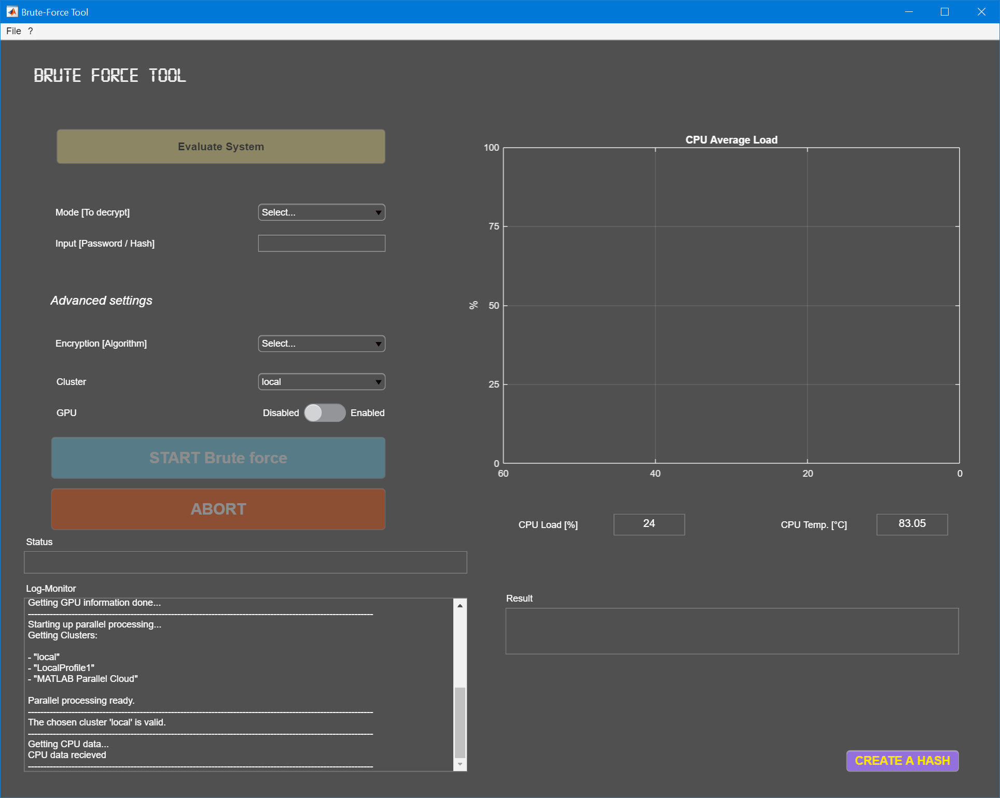 Brute-Force Tool
File ?
BRUTE FORCE TOOL
Evaluate System
Mode [To decrypt] Select...
Input [Password / Hash]
Advanced settings
Encryption [Algorithm] Select...
Cluster local
GPU Disabled Enabled
START Brute force
ABORT
Status
Log-Monitor
Getting GPU information done...
Starting up parallel processing...
Getting Clusters:
- "local"
- "LocalProfile1"
- "MATLAB Parallel Cloud"
Parallel processing ready.
The chosen cluster 'local' is valid.
Getting CPU data...
CPU data recieved
CPU Average Load
100
75
50
25
0
%
60 40 20 0
CPU Load [%] 24 CPU Temp. [°C] 83.05
Result
CREATE A HASH